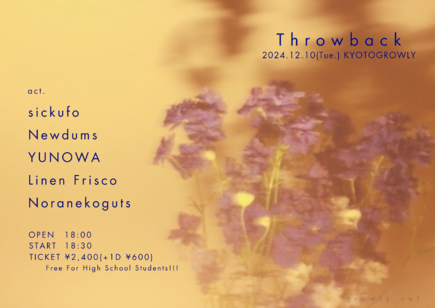 Throwback
2024.12.10(Tue.) KYOTOGROWLY
act.
sickufo
Newdums
YUNOWA
Linen Frisco
Noranekoguts
OPEN 18:00
START 18:30
TICKET ¥2,400(+1D ¥600)
Free For High School Students!!!